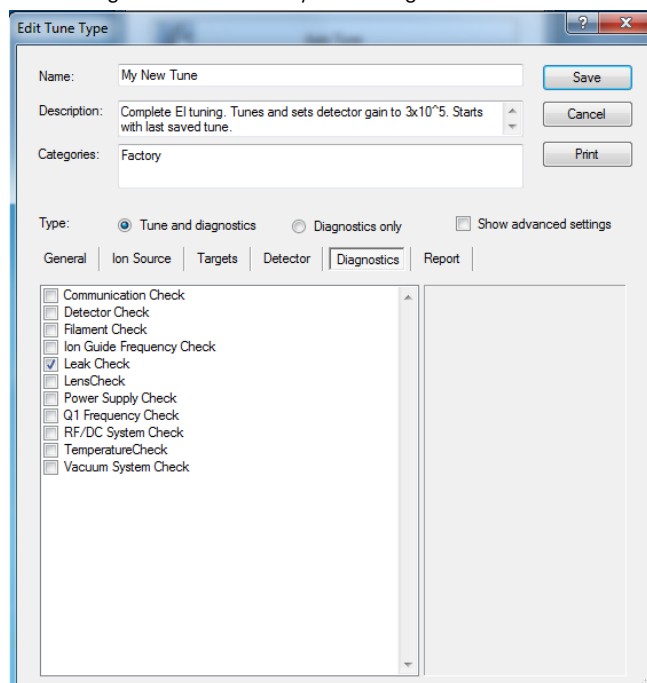 Edit Tune Type
? X
Name: My New Tune Save
Description: Complete EI tuning. Tunes and sets detector gain to 3x10^5. Starts
with last saved tune. Cancel
Categories: Factory Print
Type: Tune and diagnostics Diagnostics only Show advanced settings
General Ion Source Targets Detector Diagnostics Report
Communication Check
Detector Check
Filament Check
Ion Guide Frequency Check
Leak Check
LensCheck
Power Supply Check
Q1 Frequency Check
RF/DC System Check
TemperatureCheck
Vacuum System Check